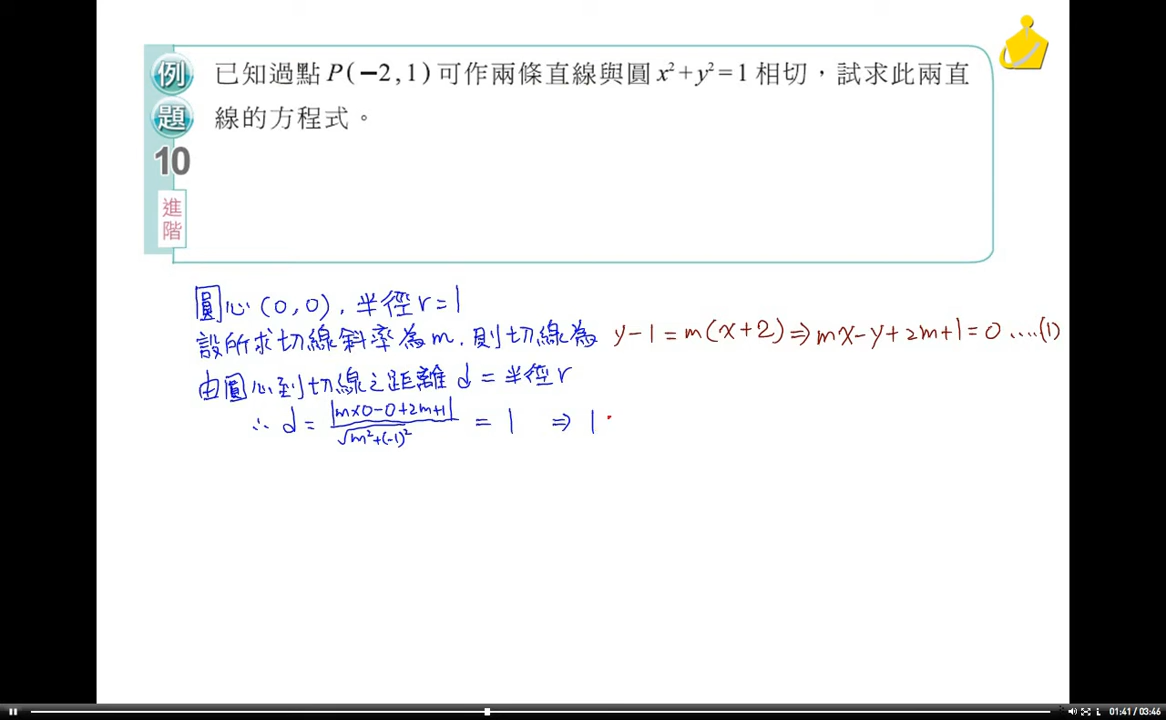 例題10
進階
已知過點 P(−2,1) 可作兩條直線與圓 x²+y²=1 相切,試求此兩直
線的方程式。
圓心(0,0), 半徑 r=1
設所求切線斜率為m, 則切線為 y−1=m(x+2)⇒mx−y+2m+1=0 ....(1)
由圓心到切線之距離 d=半徑r
∴ d= |m×0−0+2m+1| / √m²+(−1)² = 1 ⇒ |
01:41 / 03:46